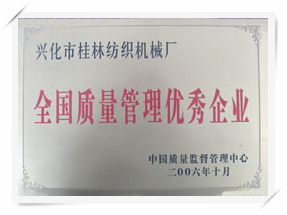 兴化市桂林纺织机械厂
全国质量管理优秀企业
中国质量监督管理中心
二00六年十月